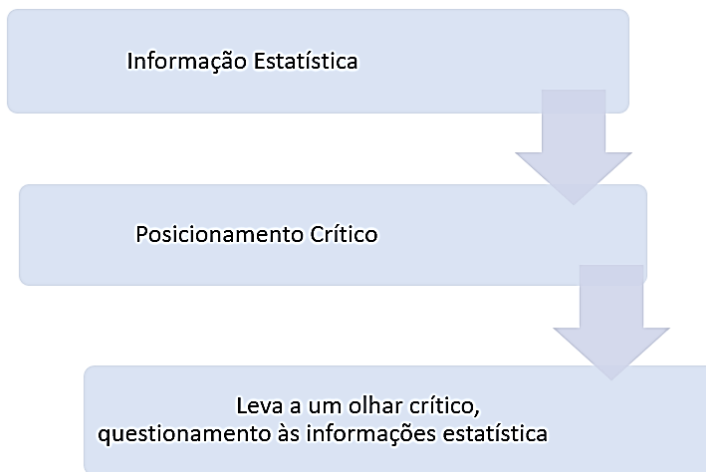 Informação Estatística
Posicionamento Crítico
Leva a um olhar crítico,
questionamento às informações estatística